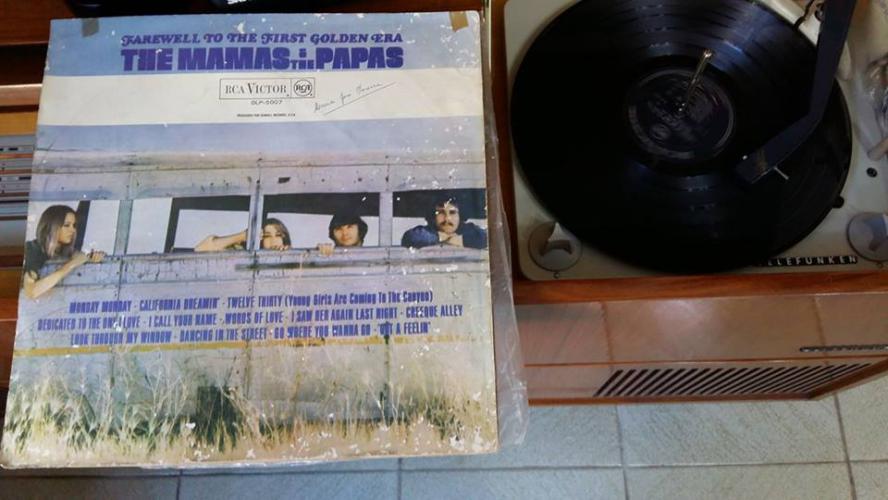 FAREWELL TO THE FIRST GOLDEN ERA
THE MAMAS & THE PAPAS
RCA VICTOR RCA
DLP-5007
MONDAY MONDAY - CALIFORNIA DREAMIN' - TWELVE THIRTY (Young Girls Are Coming To The Canyon)
DEDICATED TO THE ONE I LOVE - I CALL YOUR NAME - WORDS OF LOVE - I SAW HER AGAIN LAST NIGHT - CREEQUE ALLEY
LOOK THROUGH MY WINDOW - DANCING IN THE STREET - GO WHERE YOU WANNA GO - GOT A FEELIN'
TELEFUNKEN